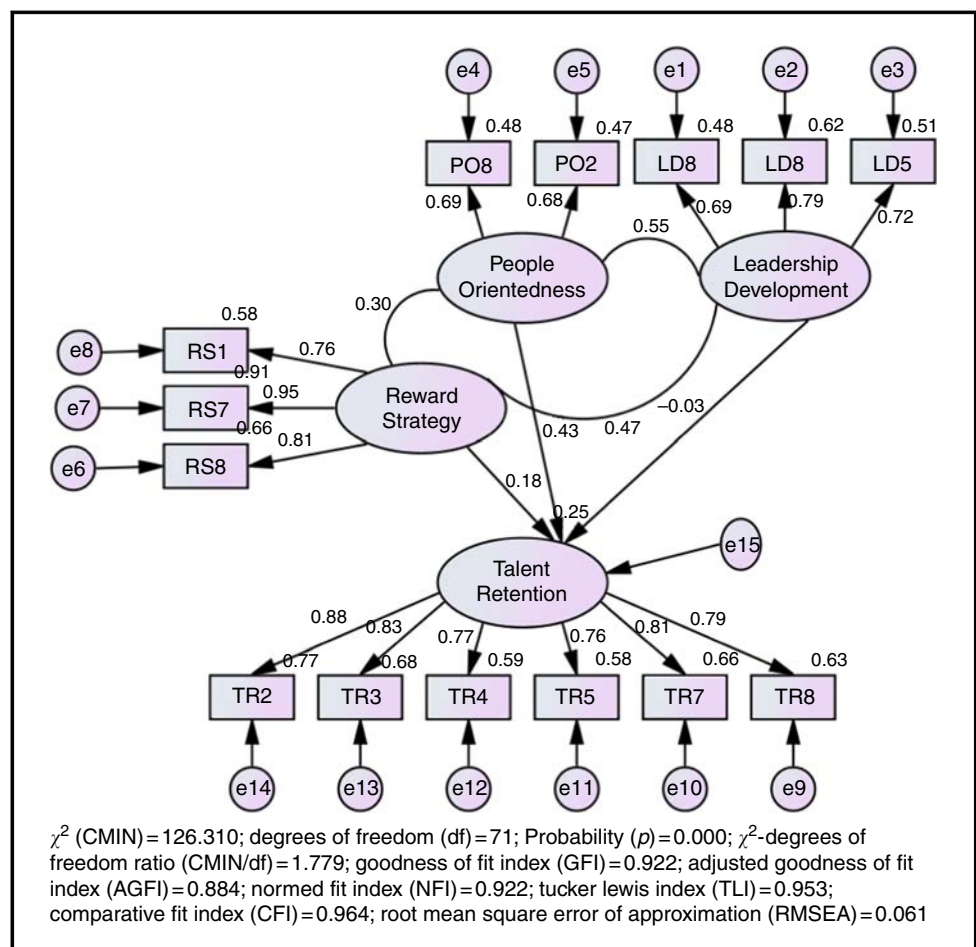 e4 e5 e1 e2 e3
0.48 0.47 0.48 0.62 0.51
PO8 PO2 LD8 LD8 LD5
0.69 0.68 0.69 0.79 0.72
0.55
People
Orientedness
Leadership
Development
0.30
0.58
e8 RS1 0.76
0.91
e7 RS7 0.95
0.66
e6 RS8 0.81
Reward
Strategy
–0.03
0.43 0.47
0.18
0.25
e15
Talent
Retention
0.88 0.83 0.77 0.76 0.81 0.79
0.77 0.68 0.59 0.58 0.66 0.63
TR2 TR3 TR4 TR5 TR7 TR8
e14 e13 e12 e11 e10 e9
χ² (CMIN)=126.310; degrees of freedom (df)=71; Probability (p)=0.000; χ²-degrees of
freedom ratio (CMIN/df)=1.779; goodness of fit index (GFI)=0.922; adjusted goodness of fit
index (AGFI)=0.884; normed fit index (NFI)=0.922; tucker lewis index (TLI)=0.953;
comparative fit index (CFI)=0.964; root mean square error of approximation (RMSEA)=0.061